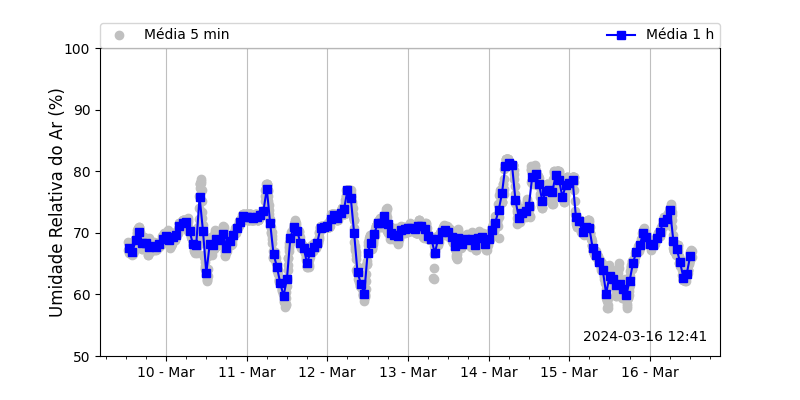 Média 5 min
Média 1 h
Umidade Relativa do Ar (%)
100
90
80
70
60
50
2024-03-16 12:41
10 - Mar
11 - Mar
12 - Mar
13 - Mar
14 - Mar
15 - Mar
16 - Mar